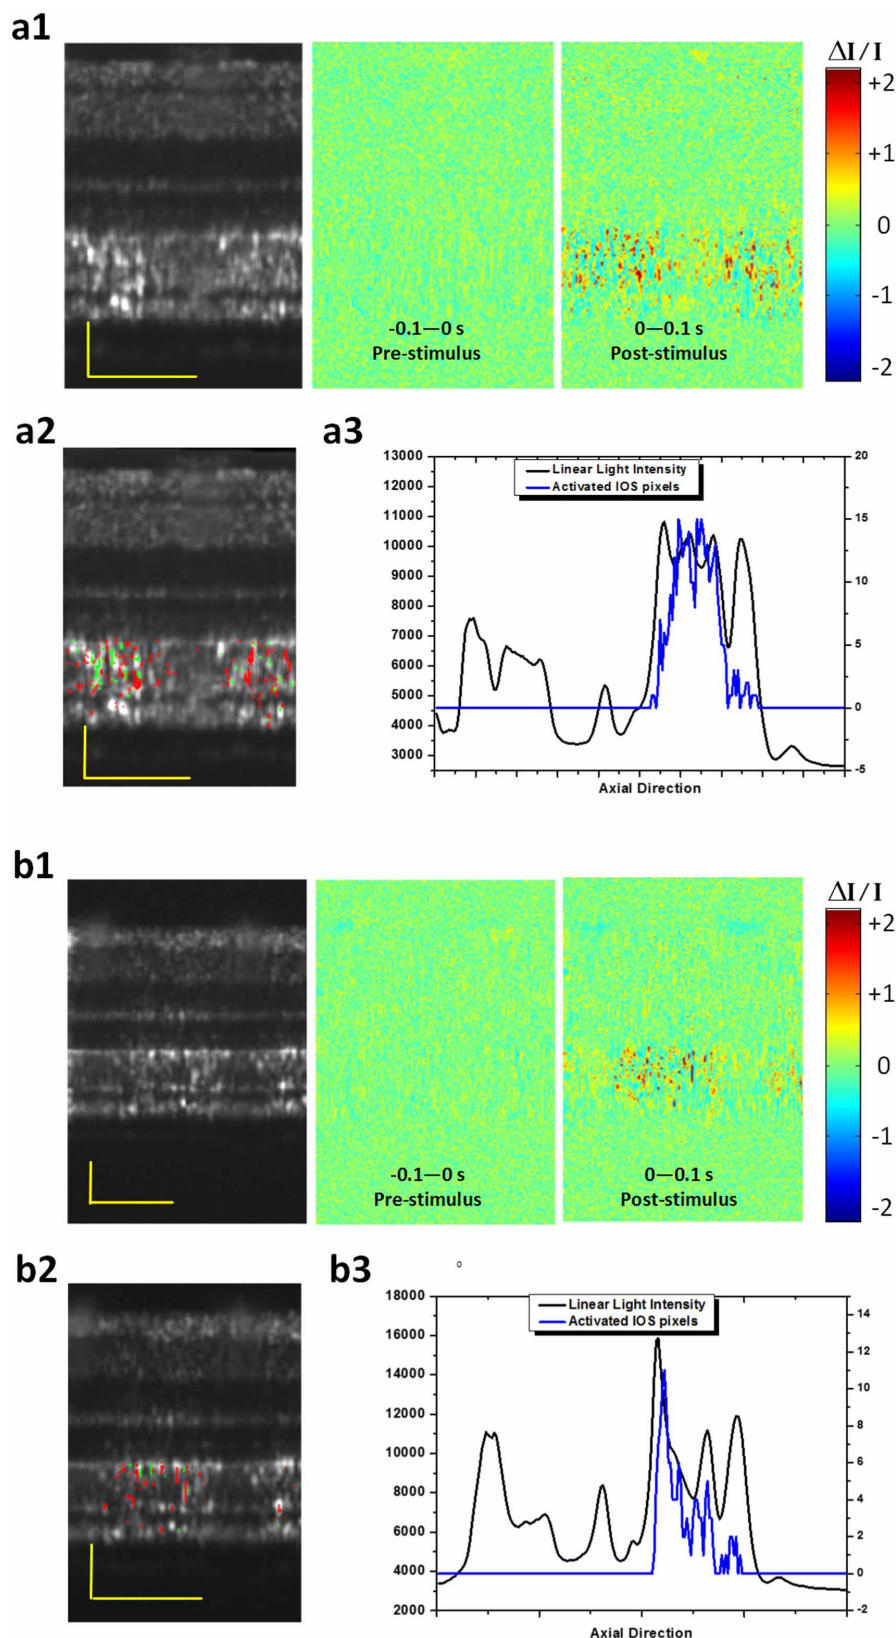 a1
ΔI / I
+2
+1
0
-1
-2
-0.1—0 s
Pre-stimulus
0—0.1 s
Post-stimulus
a2
a3
Linear Light Intensity
Activated IOS pixels
13000
12000
11000
10000
9000
8000
7000
6000
5000
4000
3000
20
15
10
5
0
-5
Axial Direction
b1
ΔI / I
+2
+1
0
-1
-2
-0.1—0 s
Pre-stimulus
0—0.1 s
Post-stimulus
b2
b3
o
Linear Light Intensity
Activated IOS pixels
18000
16000
14000
12000
10000
8000
6000
4000
2000
14
12
10
8
6
4
2
0
-2
Axial Direction